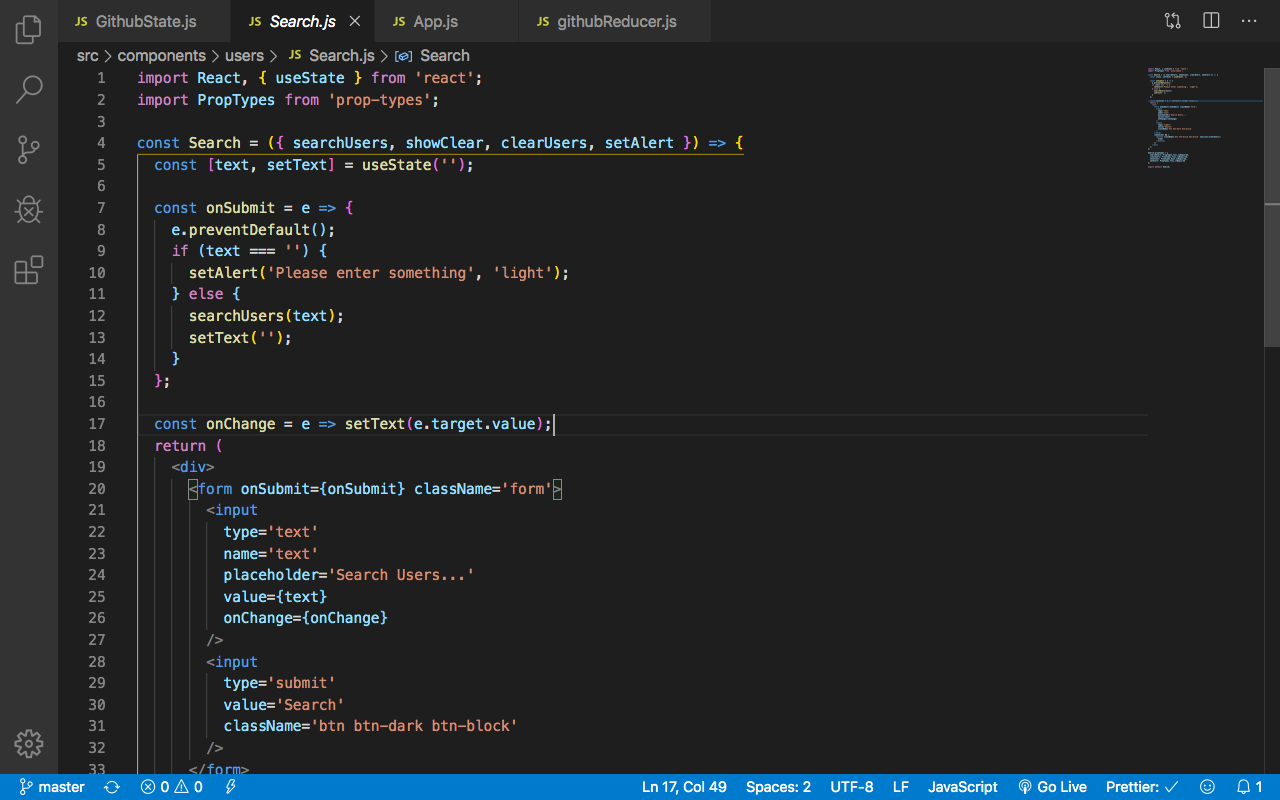 JS GithubState.js JS Search.js JS App.js JS githubReducer.js
src > components > users > JS Search.js > Search
1 import React, { useState } from 'react';
2 import PropTypes from 'prop-types';
3
4 const Search = ({ searchUsers, showClear, clearUsers, setAlert }) => {
5 const [text, setText] = useState('');
6
7 const onSubmit = e => {
8 e.preventDefault();
9 if (text === '') {
10 setAlert('Please enter something', 'light');
11 } else {
12 searchUsers(text);
13 setText('');
14 }
15 };
16
17 const onChange = e => setText(e.target.value);
18 return (
19 <div>
20 <form onSubmit={onSubmit} className='form'>
21 <input
22 type='text'
23 name='text'
24 placeholder='Search Users...'
25 value={text}
26 onChange={onChange}
27 />
28 <input
29 type='submit'
30 value='Search'
31 className='btn btn-dark btn-block'
32 />
33 </form>
master 0 0 Ln 17, Col 49 Spaces: 2 UTF-8 LF JavaScript Go Live Prettier: ✓ 1